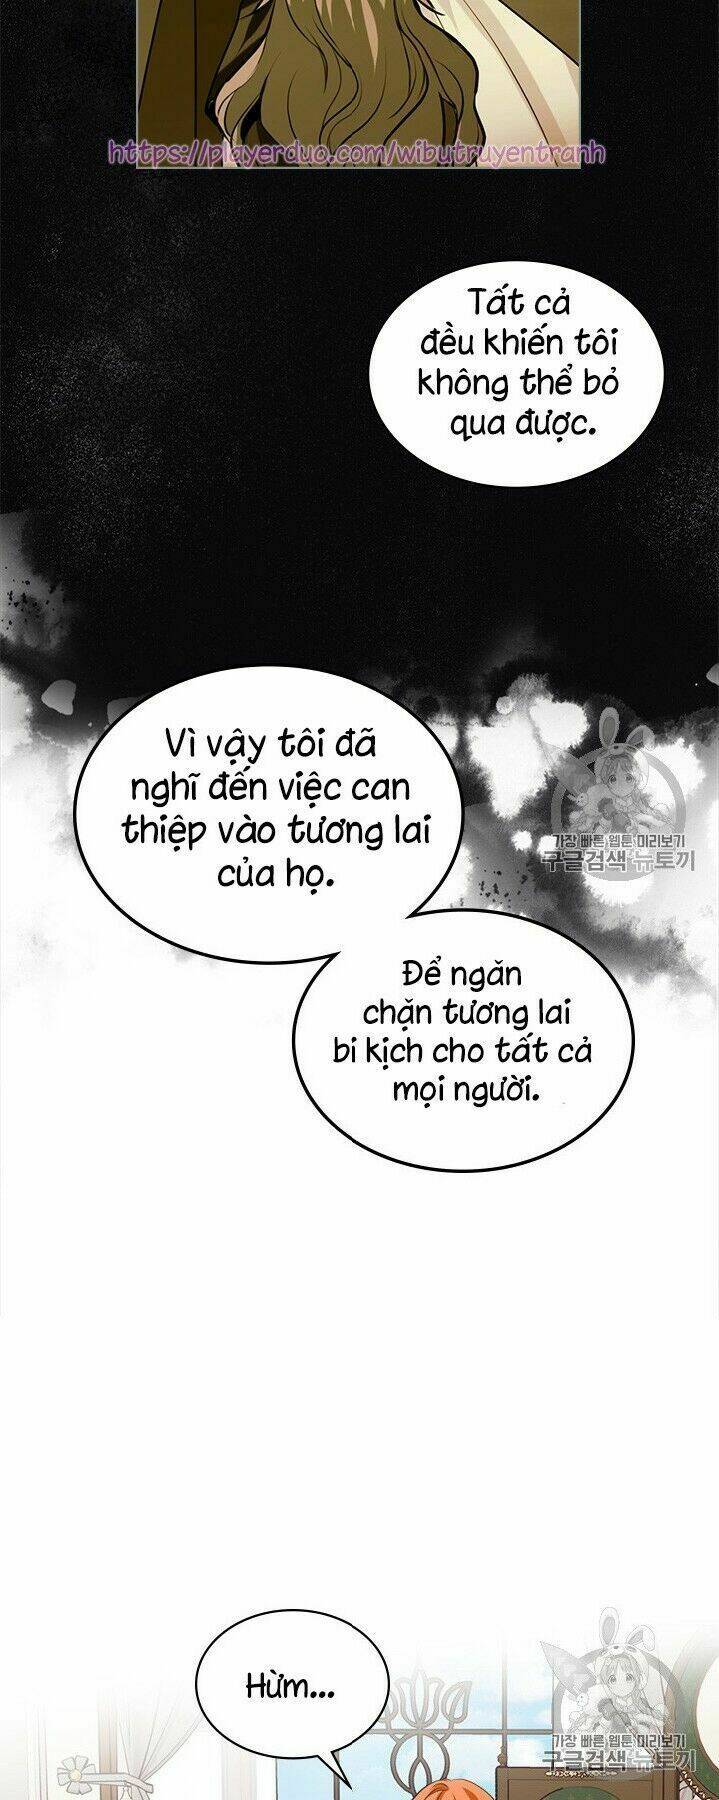 https://playerduo.com/wibutruyentranh
Tất cả
đều khiến tôi
không thể bỏ
qua được.
Vì vậy tôi đã
nghĩ đến việc can
thiệp vào tương lai
của họ.
가장 빠른 웹툰 미리보기
구글검색 뉴토끼
Để ngăn
chặn tương lai
bi kịch cho tất cả
mọi người.
Hừm...
가장 빠른 웹툰 미리보기
구글검색 뉴토끼